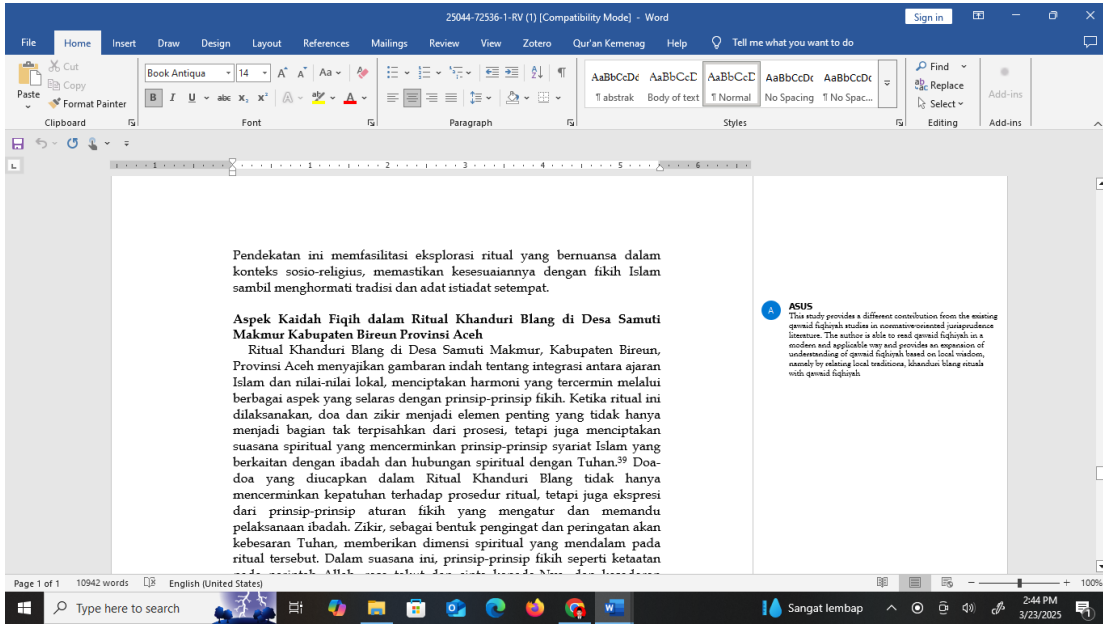 25044-72536-1-RV (1) [Compatibility Mode] - Word
Sign in
File Home Insert Draw Design Layout References Mailings Review View Zotero Qur'an Kemenag Help Tell me what you want to do
Paste
Cut
Copy
Format Painter
Clipboard
Book Antiqua 14
Font
Paragraph
AaBbCcDc AaBbCcD AaBbCcD AaBbCcDc AaBbCcDc
¶ abstrak Body of text ¶ Normal No Spacing ¶ No Spac...
Styles
Find
Replace
Select
Editing
Add-ins
Add-ins
Pendekatan ini memfasilitasi eksplorasi ritual yang bernuansa dalam
konteks sosio-religius, memastikan kesesuaiannya dengan fikih Islam
sambil menghormati tradisi dan adat istiadat setempat.
Aspek Kaidah Fiqih dalam Ritual Khanduri Blang di Desa Samuti
Makmur Kabupaten Bireun Provinsi Aceh
Ritual Khanduri Blang di Desa Samuti Makmur, Kabupaten Bireun,
Provinsi Aceh menyajikan gambaran indah tentang integrasi antara ajaran
Islam dan nilai-nilai lokal, menciptakan harmoni yang tercermin melalui
berbagai aspek yang selaras dengan prinsip-prinsip fikih. Ketika ritual ini
dilaksanakan, doa dan zikir menjadi elemen penting yang tidak hanya
menjadi bagian tak terpisahkan dari prosesi, tetapi juga menciptakan
suasana spiritual yang mencerminkan prinsip-prinsip syariat Islam yang
berkaitan dengan ibadah dan hubungan spiritual dengan Tuhan.39 Doa-
doa yang diucapkan dalam Ritual Khanduri Blang tidak hanya
mencerminkan kepatuhan terhadap prosedur ritual, tetapi juga ekspresi
dari prinsip-prinsip aturan fikih yang mengatur dan memandu
pelaksanaan ibadah. Zikir, sebagai bentuk pengingat dan peringatan akan
kebesaran Tuhan, memberikan dimensi spiritual yang mendalam pada
ritual tersebut. Dalam suasana ini, prinsip-prinsip fikih seperti ketaatan
A
ASUS
This study provides a different contribution from the existing
qawaid fiqhiyah studies in normative-oriented jurisprudence
literature. The author is able to read qawaid fiqhiyah in a
modern and applicable way and provides an expansion of
understanding of qawaid fiqhiyah based on local wisdom,
namely by relating local traditions, khanduri blang rituals
with qawaid fiqhiyah
Page 1 of 1 10942 words English (United States)
100%
Type here to search
Sangat lembap
2:44 PM
3/23/2025